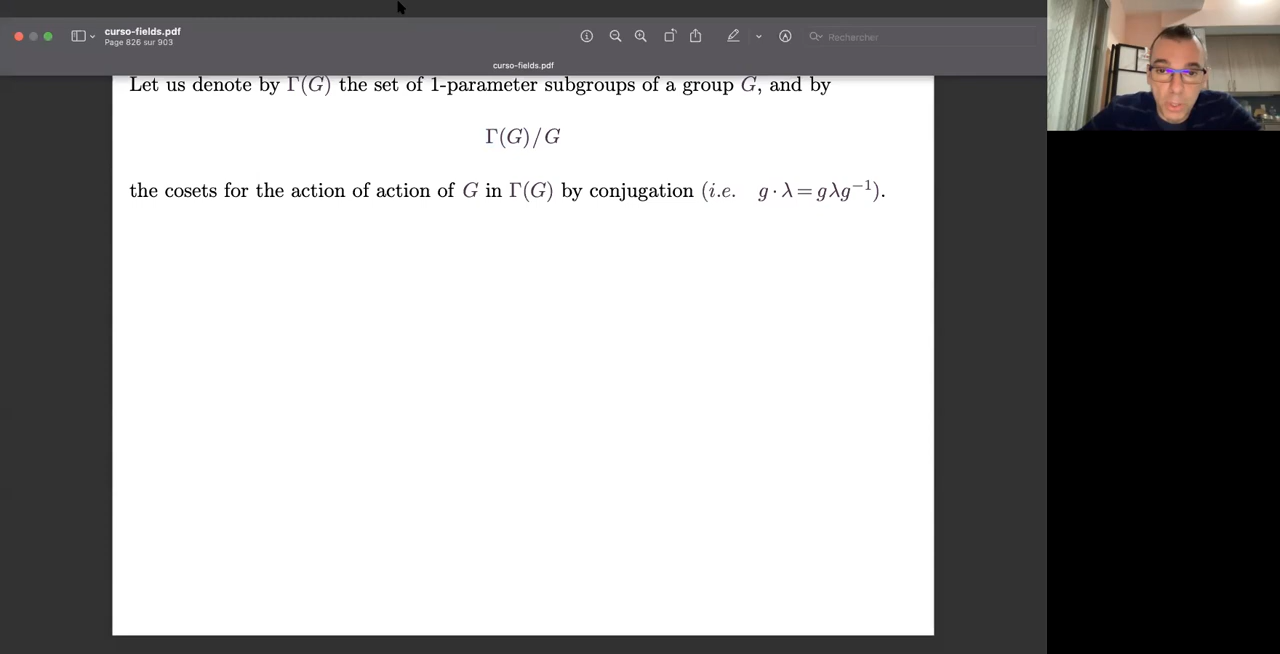 curso-fields.pdf
Page 826 sur 903
Rechercher
curso-fields.pdf
Let us denote by Γ(G) the set of 1-parameter subgroups of a group G, and by
Γ(G)/G
the cosets for the action of action of G in Γ(G) by conjugation (i.e. g · λ = gλg⁻¹).